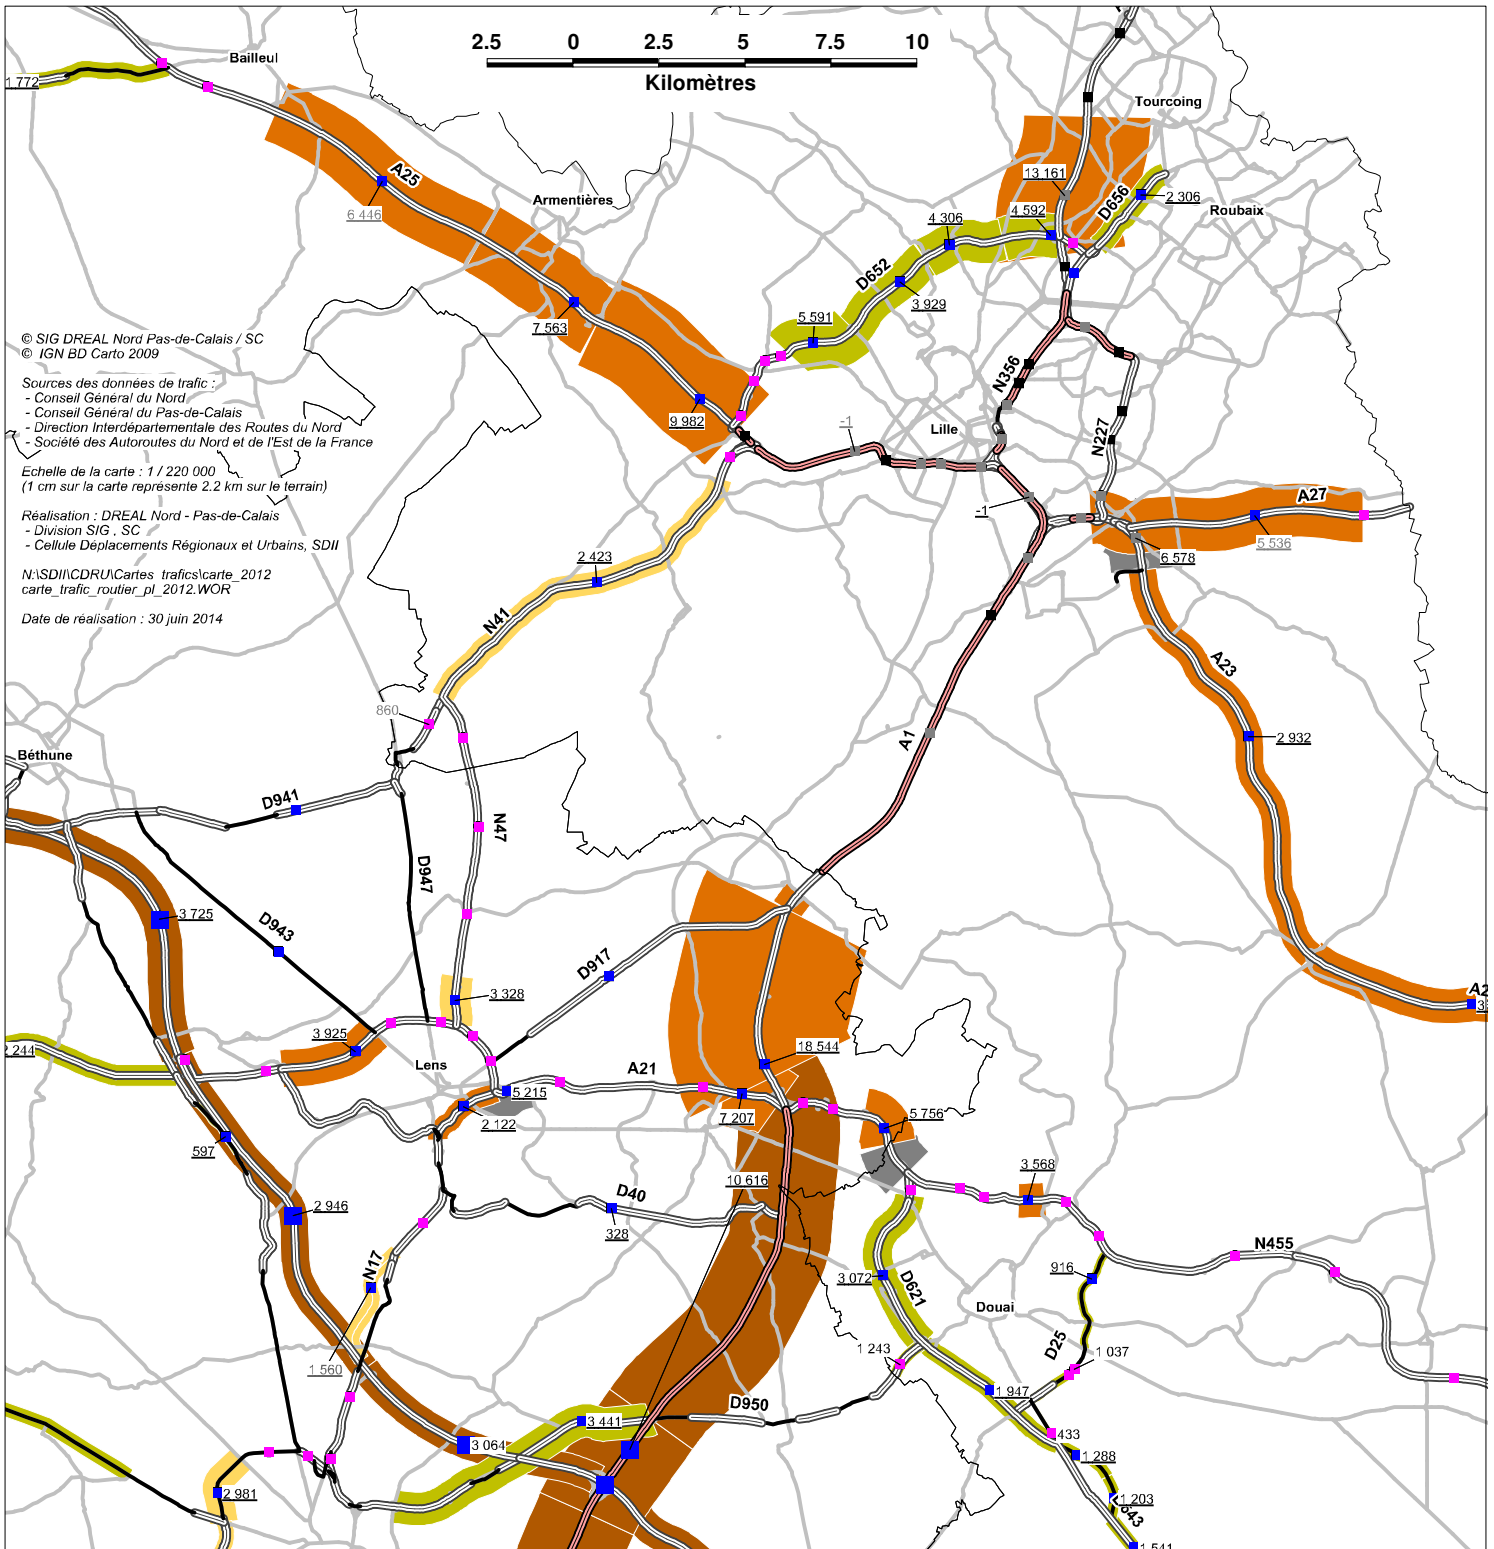 2.5 0 2.5 5 7.5 10
Kilomètres
Bailleul
1 772
Tourcoing
A25
13 161
Armentières
6 446
D656
2 306
Roubaix
4 306
4 592
D652
3 929
5 591
7 563
© SIG DREAL Nord Pas-de-Calais / SC
© IGN BD Carto 2009
Sources des données de trafic :
- Conseil Général du Nord
- Conseil Général du Pas-de-Calais
- Direction Interdépartementale des Routes du Nord
- Société des Autoroutes du Nord et de l'Est de la France
Echelle de la carte : 1 / 220 000
(1 cm sur la carte représente 2.2 km sur le terrain)
Réalisation : DREAL Nord - Pas-de-Calais
- Division SIG , SC
- Cellule Déplacements Régionaux et Urbains, SDII
N:\SDII\CDRU\Cartes_trafics\carte_2012
carte_trafic_routier_pl_2012.WOR
Date de réalisation : 30 juin 2014
N356
9 982
-1
Lille
N227
-1
A27
5 536
2 423
6 578
N41
A23
860
2 932
A1
Béthune
D941
N47
D947
3 725
D943
D917
3 328
3 925
18 544
2 244
Lens
A21
5 215
2 122
7 207
5 756
597
10 616
3 568
2 946
D40
328
N455
N17
916
3 072
D621
Douai
1 560
1 243
D25
1 037
1 947
D950
3 441
433
3 064
1 288
2 981
1 203
1 541